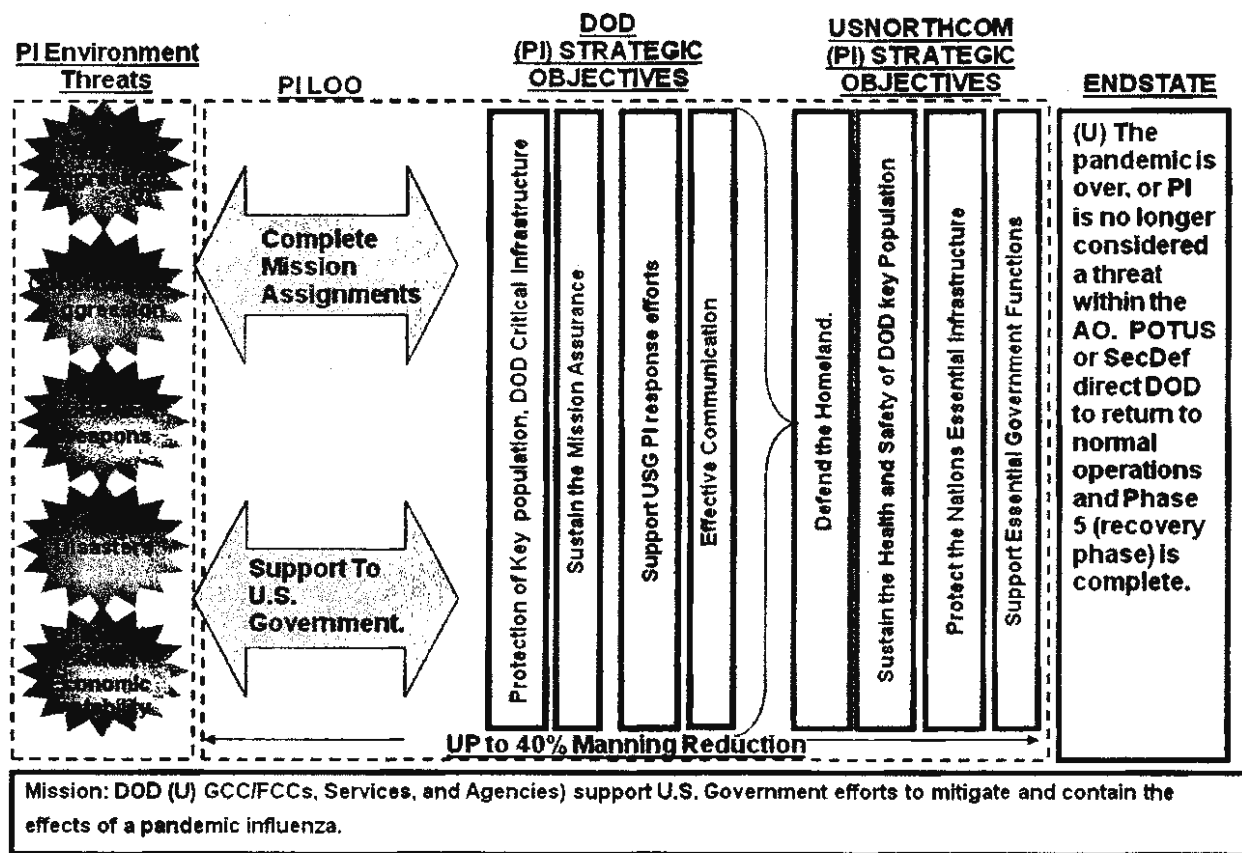 PI Environment
Threats
PI LOO
DOD
(PI) STRATEGIC
OBJECTIVES
USNORTHCOM
(PI) STRATEGIC
OBJECTIVES
ENDSTATE
Aggression
Weapons
Disasters
Economic
Complete
Mission
Assignments
Support To
U.S.
Government.
Protection of Key population, DOD Critical Infrastructure
Sustain the Mission Assurance
Support USG PI response efforts
Effective Communication
Defend the Homeland.
Sustain the Health and Safety of DOD key Population
Protect the Nations Essential Infrastructure
Support Essential Government Functions
(U) The
pandemic is
over, or PI
is no longer
considered
a threat
within the
AO. POTUS
or SecDef
direct DOD
to return to
normal
operations
and Phase
5 (recovery
phase) is
complete.
UP to 40% Manning Reduction
Mission: DOD (U) GCC/FCCs, Services, and Agencies) support U.S. Government efforts to mitigate and contain the
effects of a pandemic influenza.